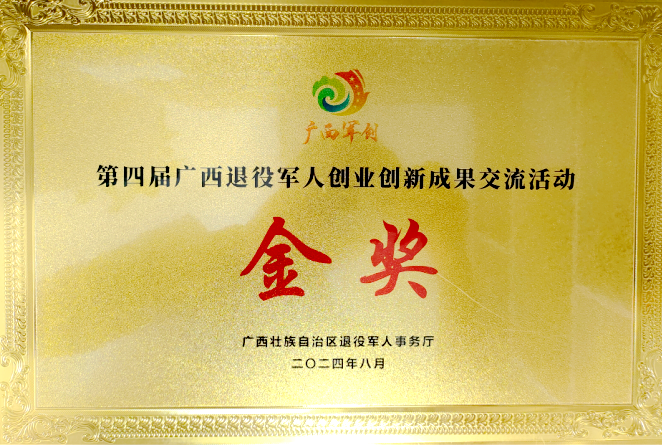 广西军创
第四届广西退役军人创业创新成果交流活动
金奖
广西壮族自治区退役军人事务厅
二〇二四年八月